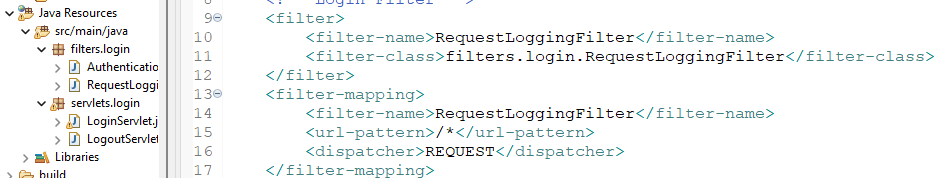 Java Resources
src/main/java
filters.login
Authenticatio
RequestLoggi
servlets.login
LoginServlet.j
LogoutServlet
Libraries
build
9 <filter>
10 <filter-name>RequestLoggingFilter</filter-name>
11 <filter-class>filters.login.RequestLoggingFilter</filter-class>
12 </filter>
13 <filter-mapping>
14 <filter-name>RequestLoggingFilter</filter-name>
15 <url-pattern>/*</url-pattern>
16 <dispatcher>REQUEST</dispatcher>
17 </filter-mapping>